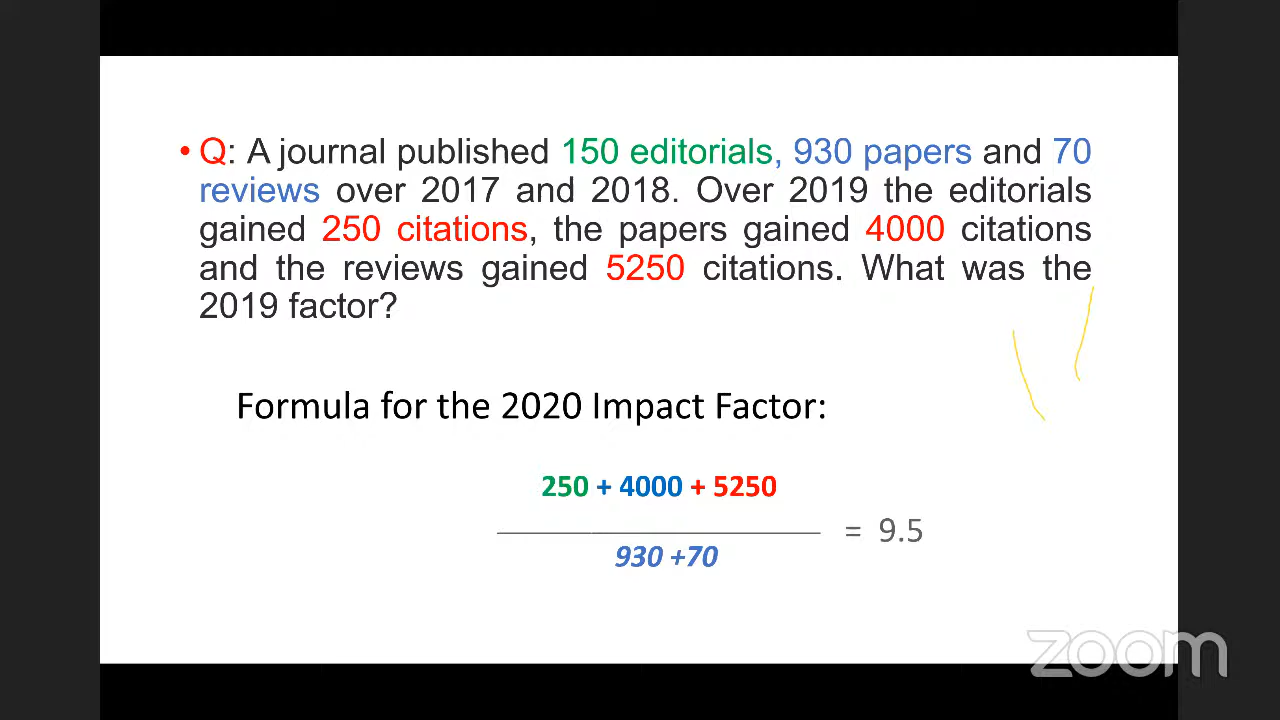 • Q: A journal published 150 editorials, 930 papers and 70
reviews over 2017 and 2018. Over 2019 the editorials
gained 250 citations, the papers gained 4000 citations
and the reviews gained 5250 citations. What was the
2019 factor?
Formula for the 2020 Impact Factor:
250 + 4000 + 5250
= 9.5
930 +70
zoom